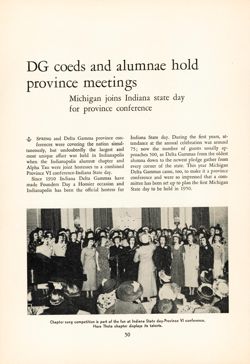 DG coeds and alumnae hold
province meetings
Michigan joins Indiana state day
for province conference
SPRING and Delta Gamma province con-
ferences were covering the nation simul-
taneously, but undoubtedly the largest and
most unique effort was held in Indianapolis
when the Indianapolis alumnæ chapter and
Alpha Tau were joint hostesses to a combined
Province VI conference-Indiana State day.
Since 1910 Indiana Delta Gammas have
made Founders Day a Hoosier occasion and
Indianapolis has been the official hostess for
Indiana State day. During the first years, at-
tendance at the annual celebration was around
75; now the number of guests usually ap-
proaches 500, as Delta Gammas from the oldest
alumna down to the newest pledge gather from
every corner of the state. This year Michigan
Delta Gammas came, too, to make it a province
conference and were so impressed that a com-
mittee has been set up to plan the first Michigan
State day to be held in 1950.
Chapter song competition is part of the fun at Indiana State day-Province VI conference.
Here Theta chapter displays its talents.
50